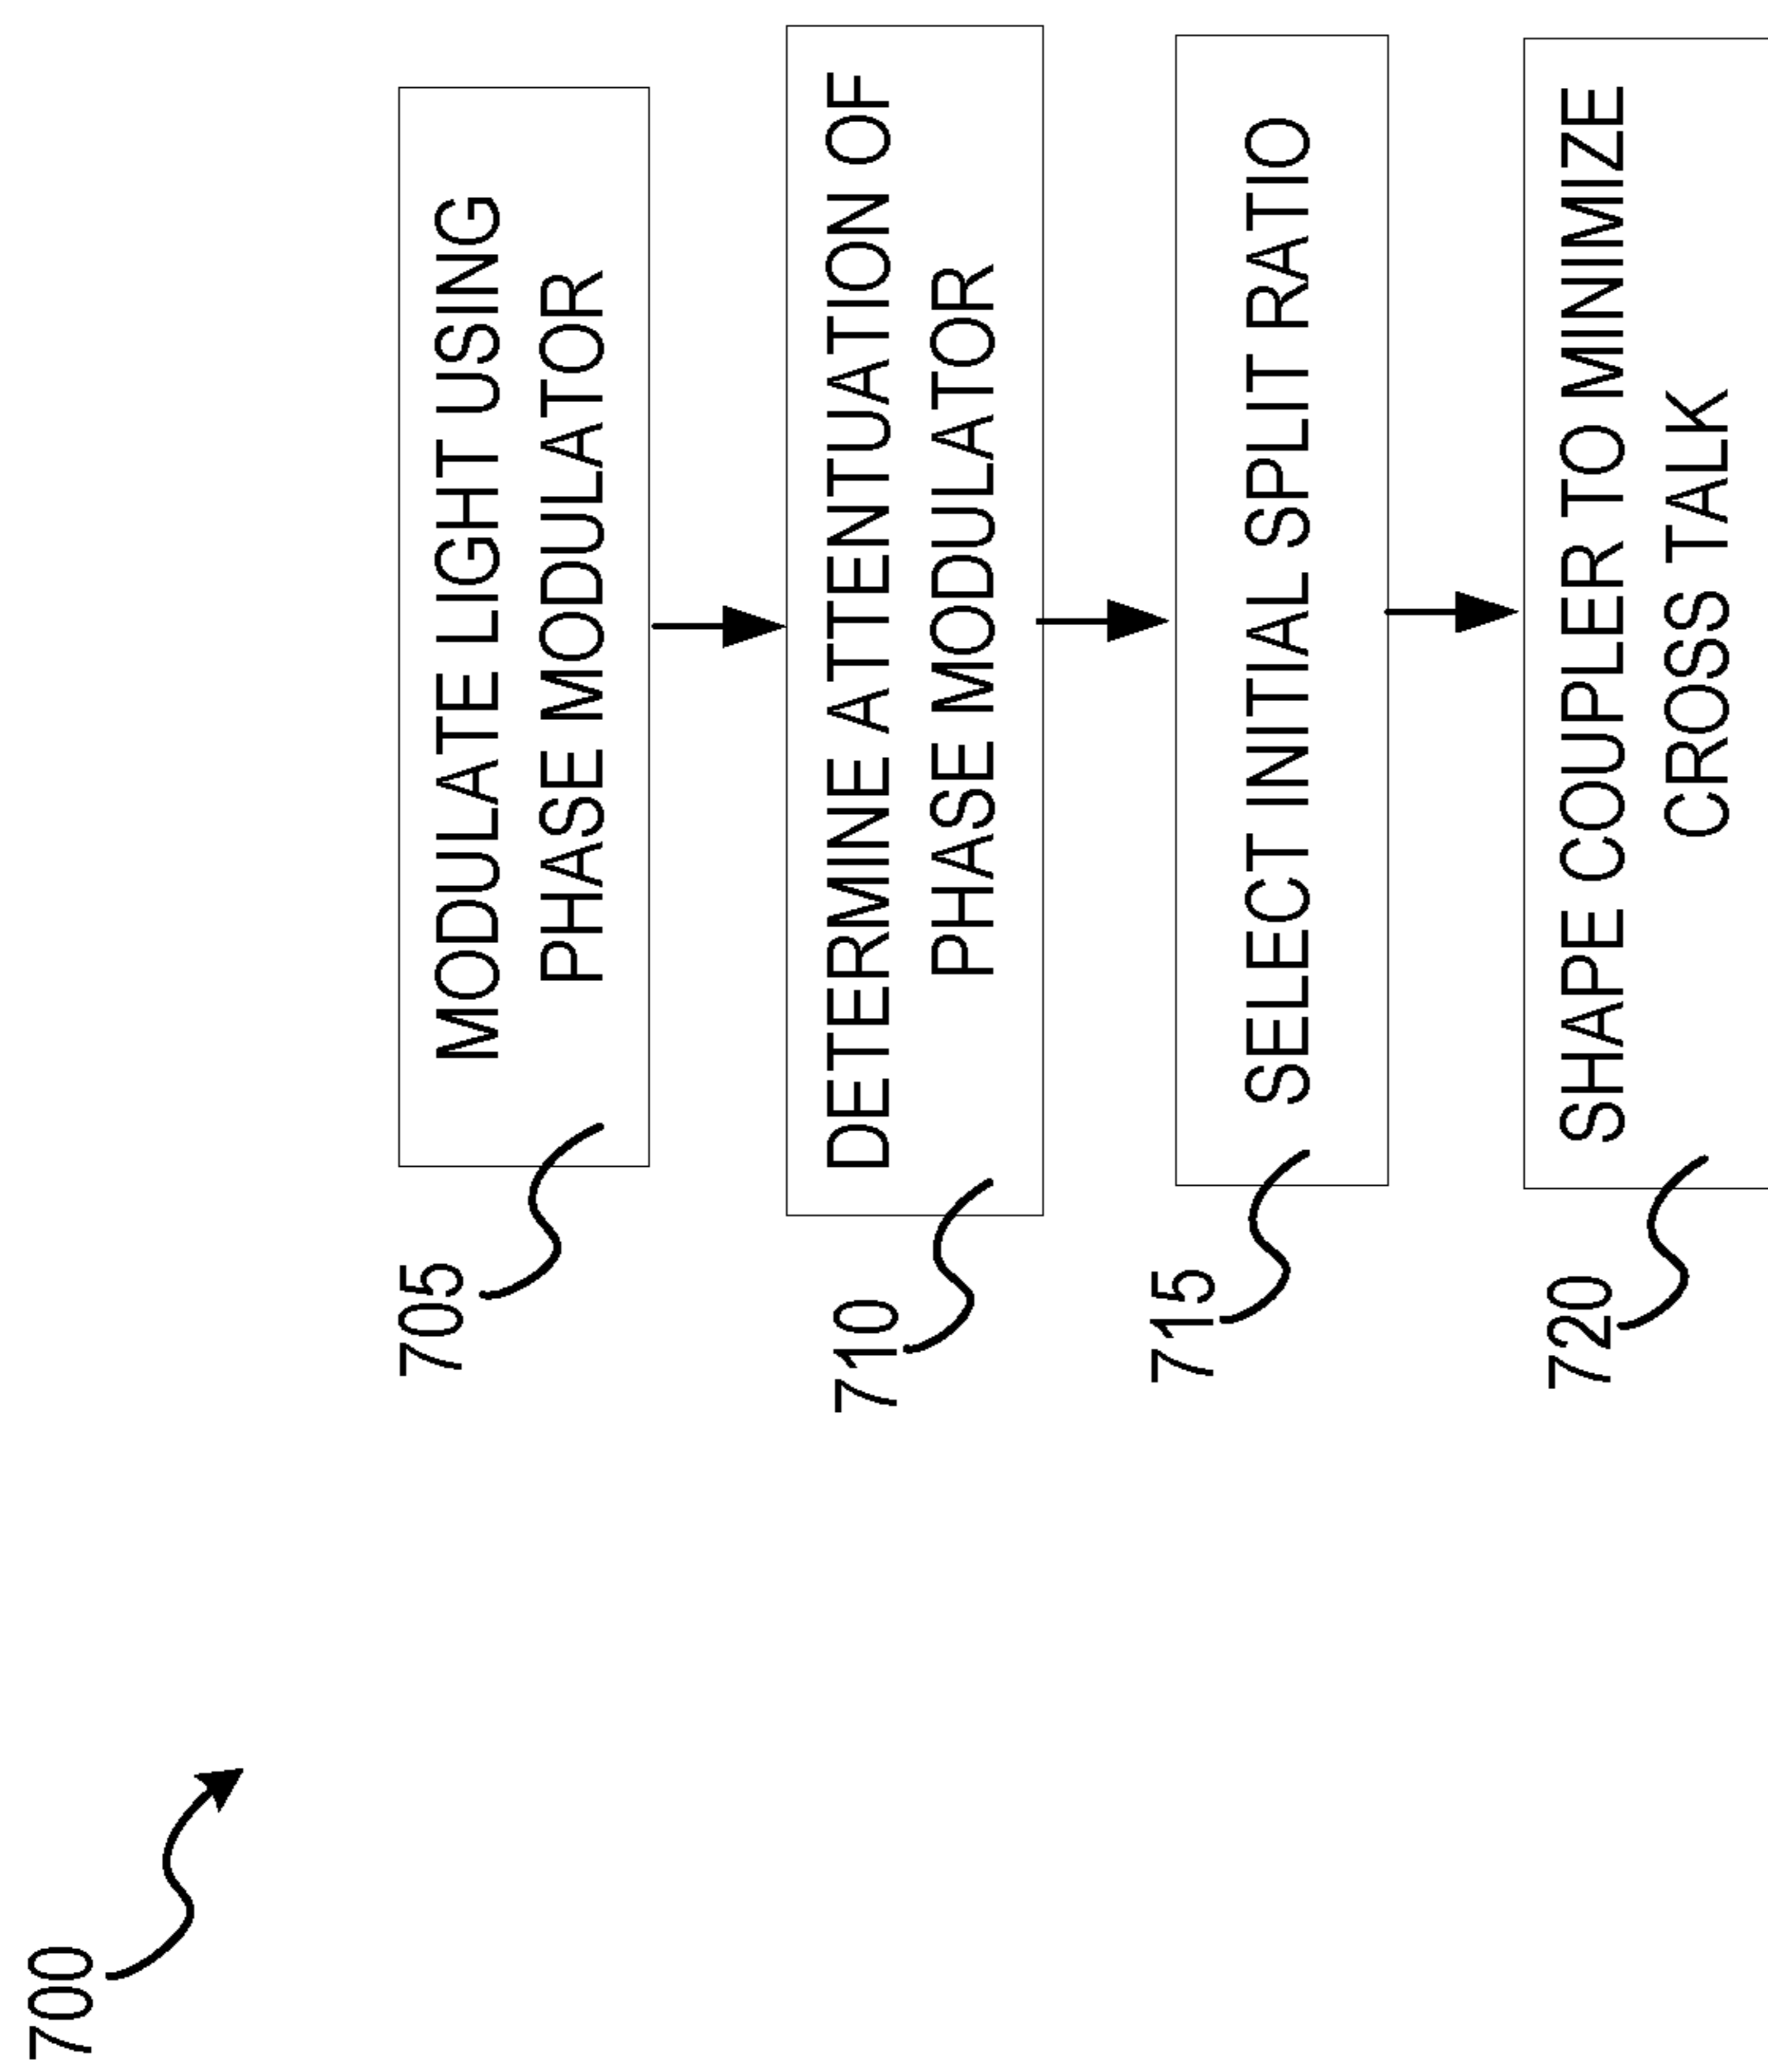 700
705
MODULATE LIGHT USING
PHASE MODULATOR
710
DETERMINE ATTENTUATION OF
PHASE MODULATOR
715
SELECT INITIAL SPLIT RATIO
720
SHAPE COUPLER TO MINIMIZE
CROSS TALK